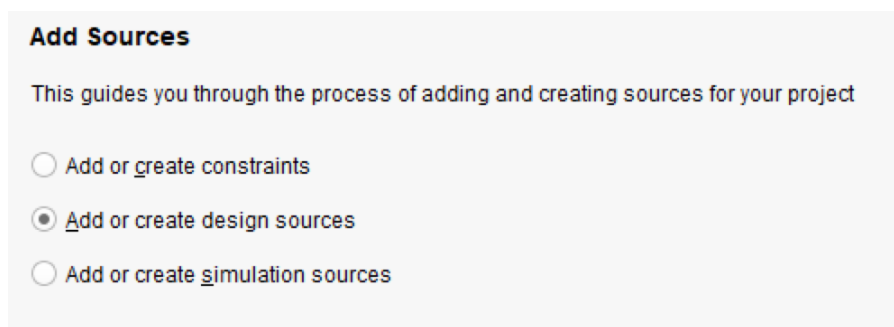 Add Sources
This guides you through the process of adding and creating sources for your project
Add or create constraints
Add or create design sources
Add or create simulation sources